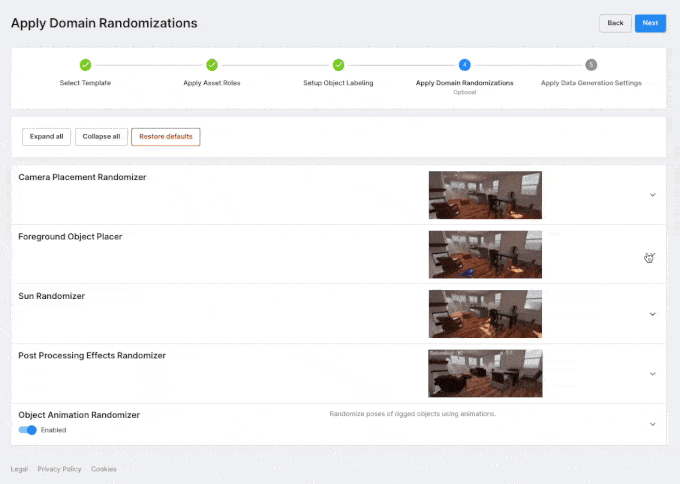 Apply Domain Randomizations
Back
Next
4
5
Select Template
Apply Asset Roles
Setup Object Labeling
Apply Domain Randomizations
Apply Data Generation Settings
Optional
Expand all
Collapse all
Restore defaults
Camera Placement Randomizer
Foreground Object Placer
Sun Randomizer
Post Processing Effects Randomizer
Object Animation Randomizer
Randomize poses of rigged objects using animations.
Enabled
Legal
Privacy Policy
Cookies